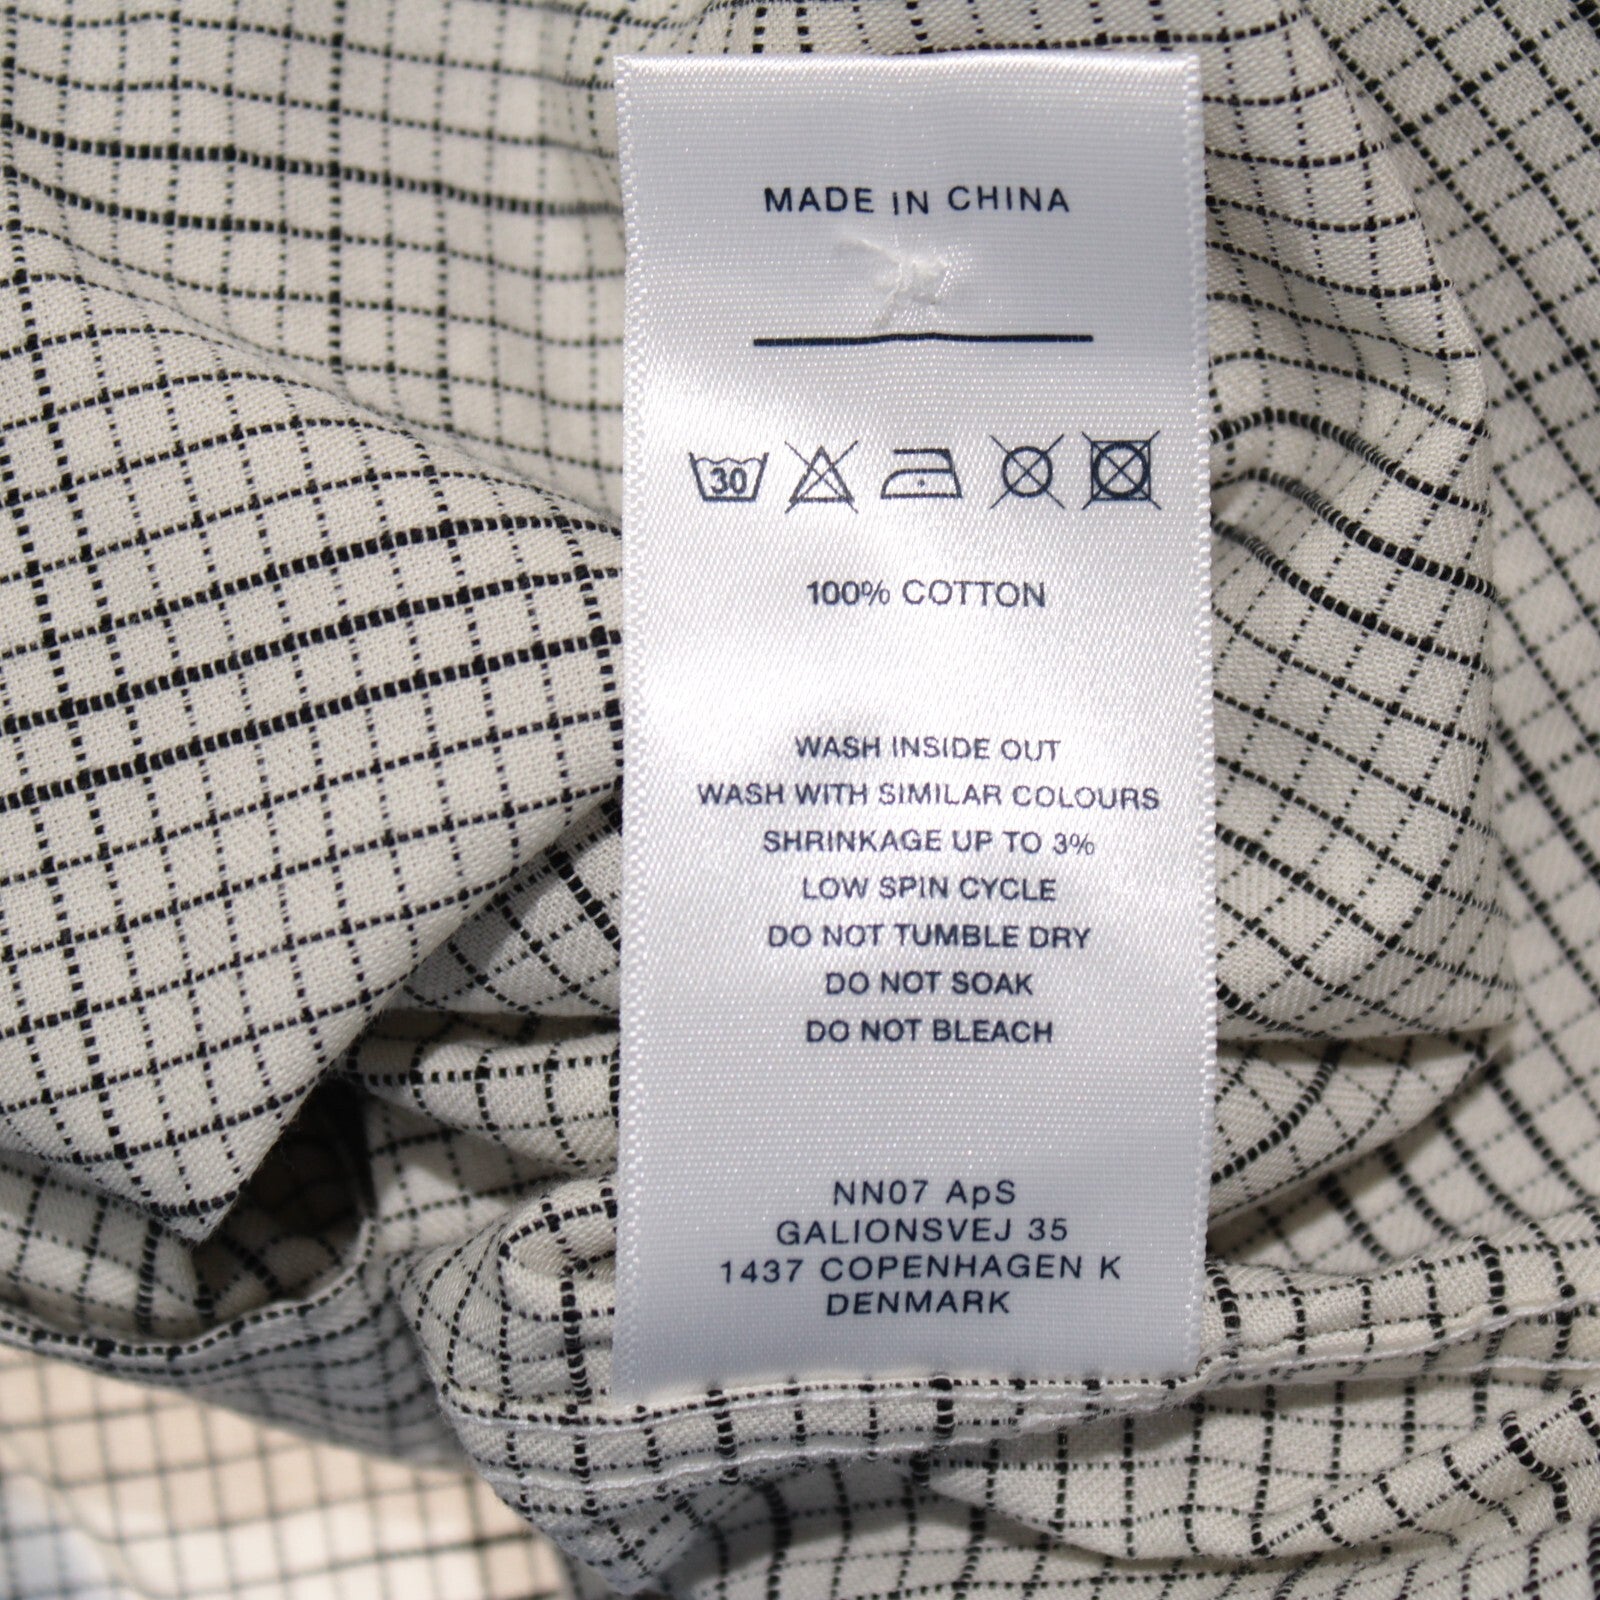 MADE IN CHINA
30
100% COTTON
WASH INSIDE OUT
WASH WITH SIMILAR COLOURS
SHRINKAGE UP TO 3%
LOW SPIN CYCLE
DO NOT TUMBLE DRY
DO NOT SOAK
DO NOT BLEACH
NN07 ApS
GALIONSVEJ 35
1437 COPENHAGEN K
DENMARK